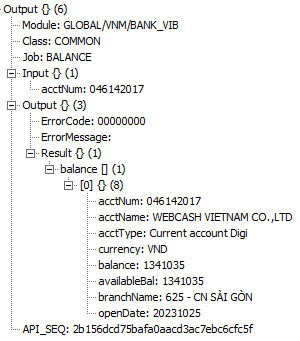 Output {} (6)
Module: GLOBAL/VNM/BANK_VIB
Class: COMMON
Job: BALANCE
Input {} (1)
acctNum: 046142017
Output {} (3)
ErrorCode: 00000000
ErrorMessage:
Result {} (1)
balance [] (1)
[0] {} (8)
acctNum: 046142017
acctName: WEBCASH VIETNAM CO.,LTD
acctType: Current account Digi
currency: VND
balance: 1341035
availableBal: 1341035
branchName: 625 - CN SÀI GÒN
openDate: 20231025
API_SEQ: 2b156dcd75bafa0aacd3ac7ebc6cfc5f